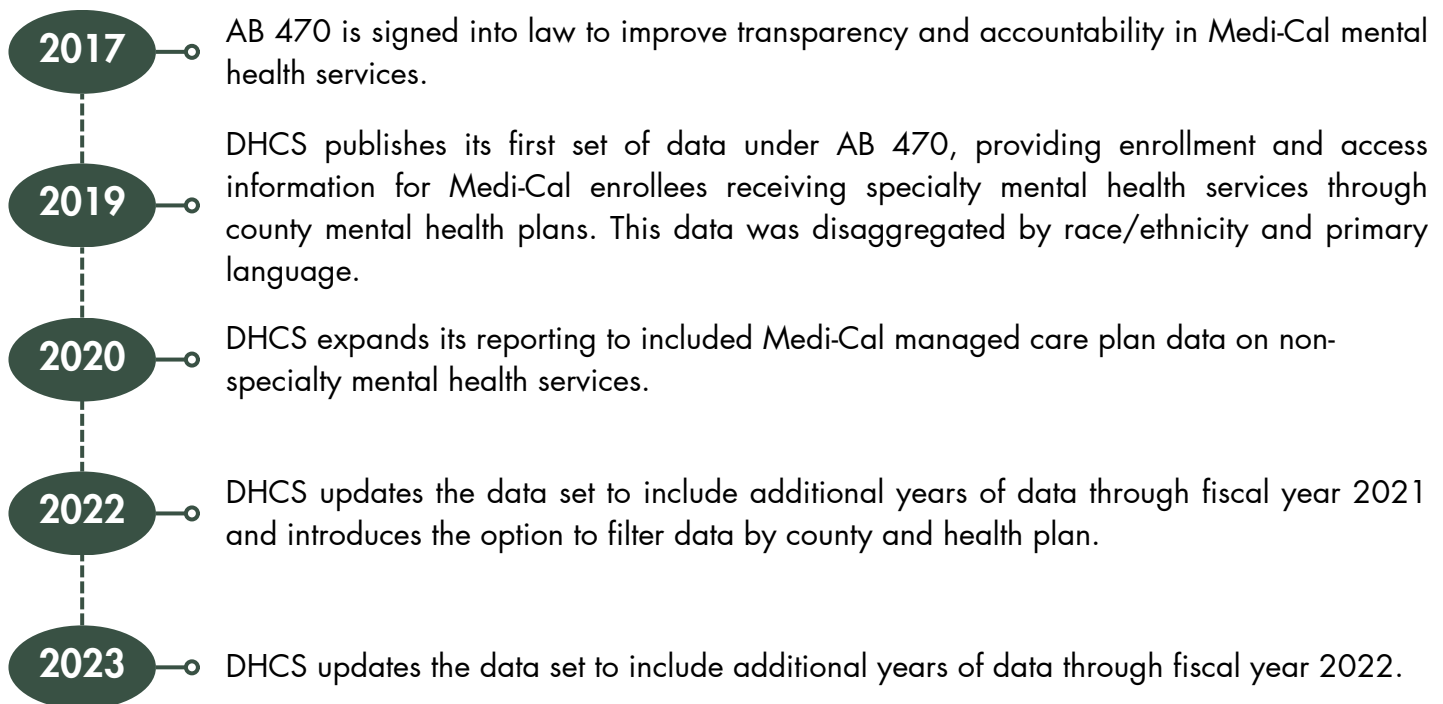 2017
AB 470 is signed into law to improve transparency and accountability in Medi-Cal mental
health services.
2019
DHCS publishes its first set of data under AB 470, providing enrollment and access
information for Medi-Cal enrollees receiving specialty mental health services through
county mental health plans. This data was disaggregated by race/ethnicity and primary
language.
2020
DHCS expands its reporting to included Medi-Cal managed care plan data on non-
specialty mental health services.
2022
DHCS updates the data set to include additional years of data through fiscal year 2021
and introduces the option to filter data by county and health plan.
2023
DHCS updates the data set to include additional years of data through fiscal year 2022.